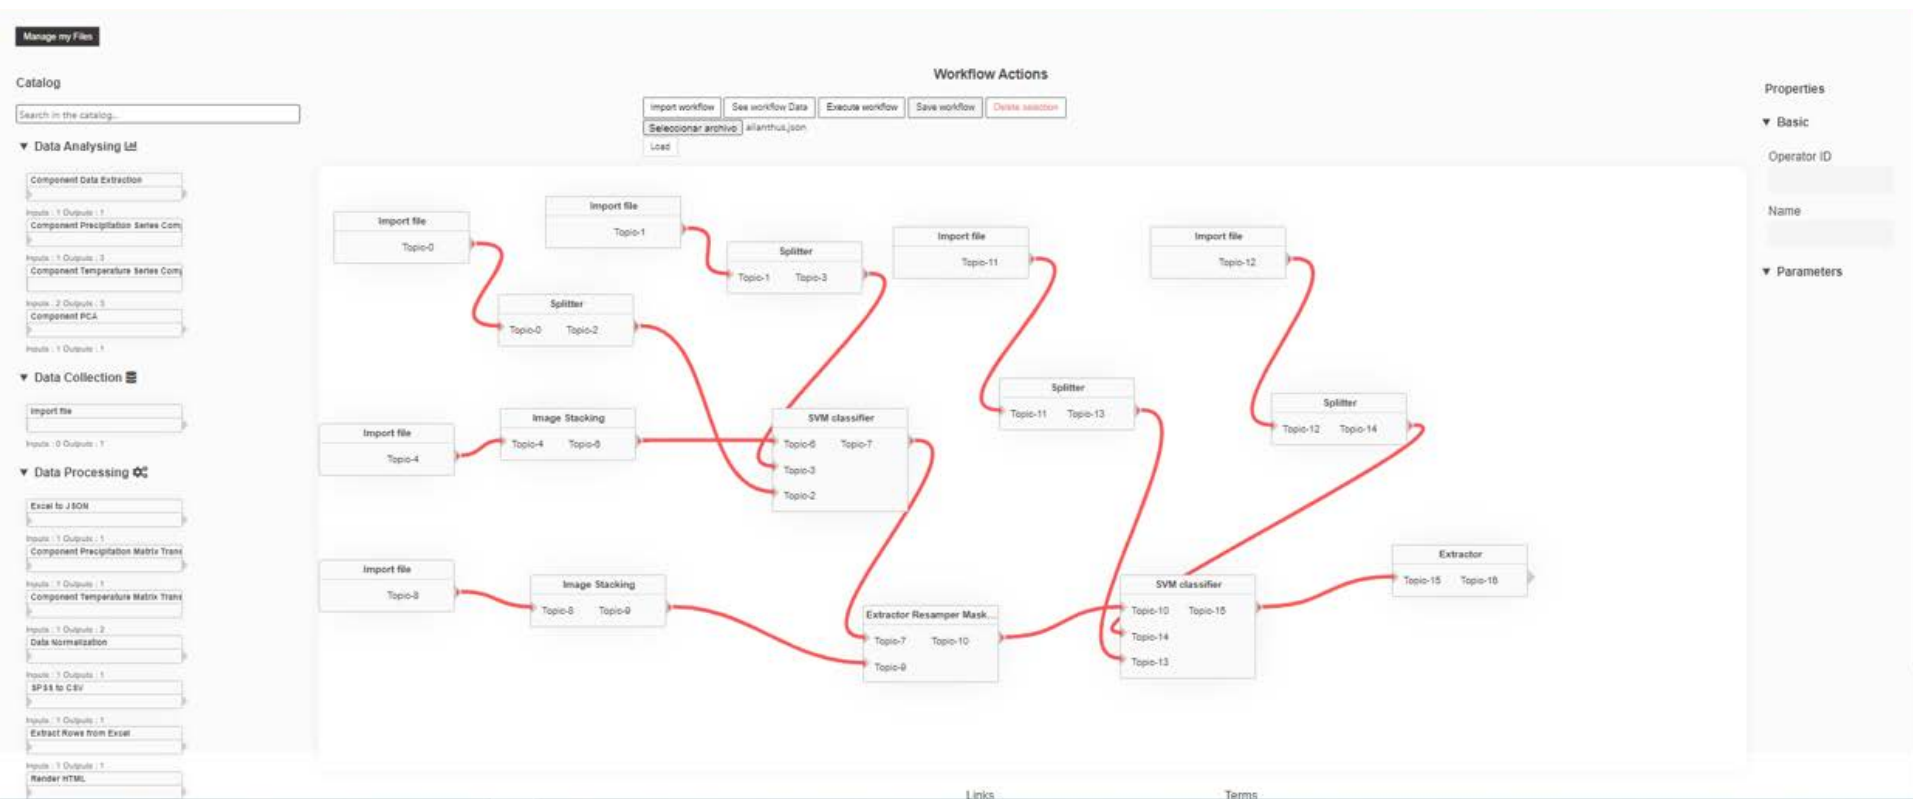 Manage my Files
Catalog
Search in the catalog..
Data Analysing
Component Data Extraction
Inputs : 1 Outputs : 1
Component Precipitation Series Comp
Inputs : 1 Outputs : 3
Component Temperature Series Comp
Inputs : 2 Outputs : 3
Component PCA
Inputs : 1 Outputs : 1
Data Collection
Import file
Inputs : 0 Outputs : 1
Data Processing
Excel to JSON
Inputs : 1 Outputs : 1
Component Precipitation Matrix Trans
Inputs : 1 Outputs : 1
Component Temperature Matrix Trans
Inputs : 1 Outputs : 2
Data Normalization
Inputs : 1 Outputs : 1
SPSS to CSV
Inputs : 1 Outputs : 1
Extract Rows from Excel
Inputs : 1 Outputs : 1
Render HTML
Workflow Actions
Import workflow
See workflow Data
Execute workflow
Save workflow
Delete selection
Seleccionar archivo ailanthus.json
Load
Import file
Topic-0
Import file
Topic-1
Splitter
Topic-1 Topic-3
Import file
Topic-11
Import file
Topic-12
Splitter
Topic-0 Topic-2
Splitter
Topic-11 Topic-13
Splitter
Topic-12 Topic-14
Import file
Topic-4
Image Stacking
Topic-4 Topic-6
SVM classifier
Topic-6 Topic-7
Topic-3
Topic-2
Import file
Topic-8
Image Stacking
Topic-8 Topic-9
Extractor Resamper Mask...
Topic-7 Topic-10
Topic-9
SVM classifier
Topic-10 Topic-15
Topic-14
Topic-13
Extractor
Topic-15 Topic-16
Properties
Basic
Operator ID
Name
Parameters
Links
Terms